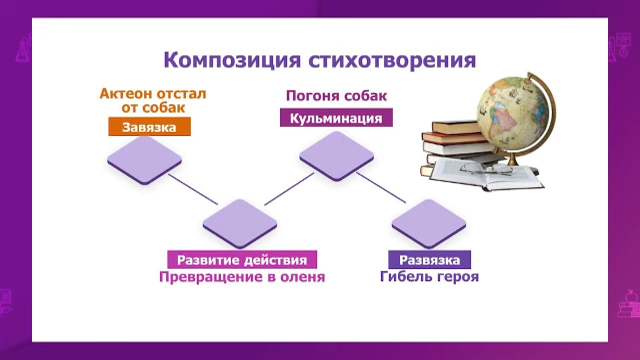 Композиция стихотворения
Актеон отстал
от собак
Завязка
Погоня собак
Кульминация
Развитие действия
Превращение в оленя
Развязка
Гибель героя